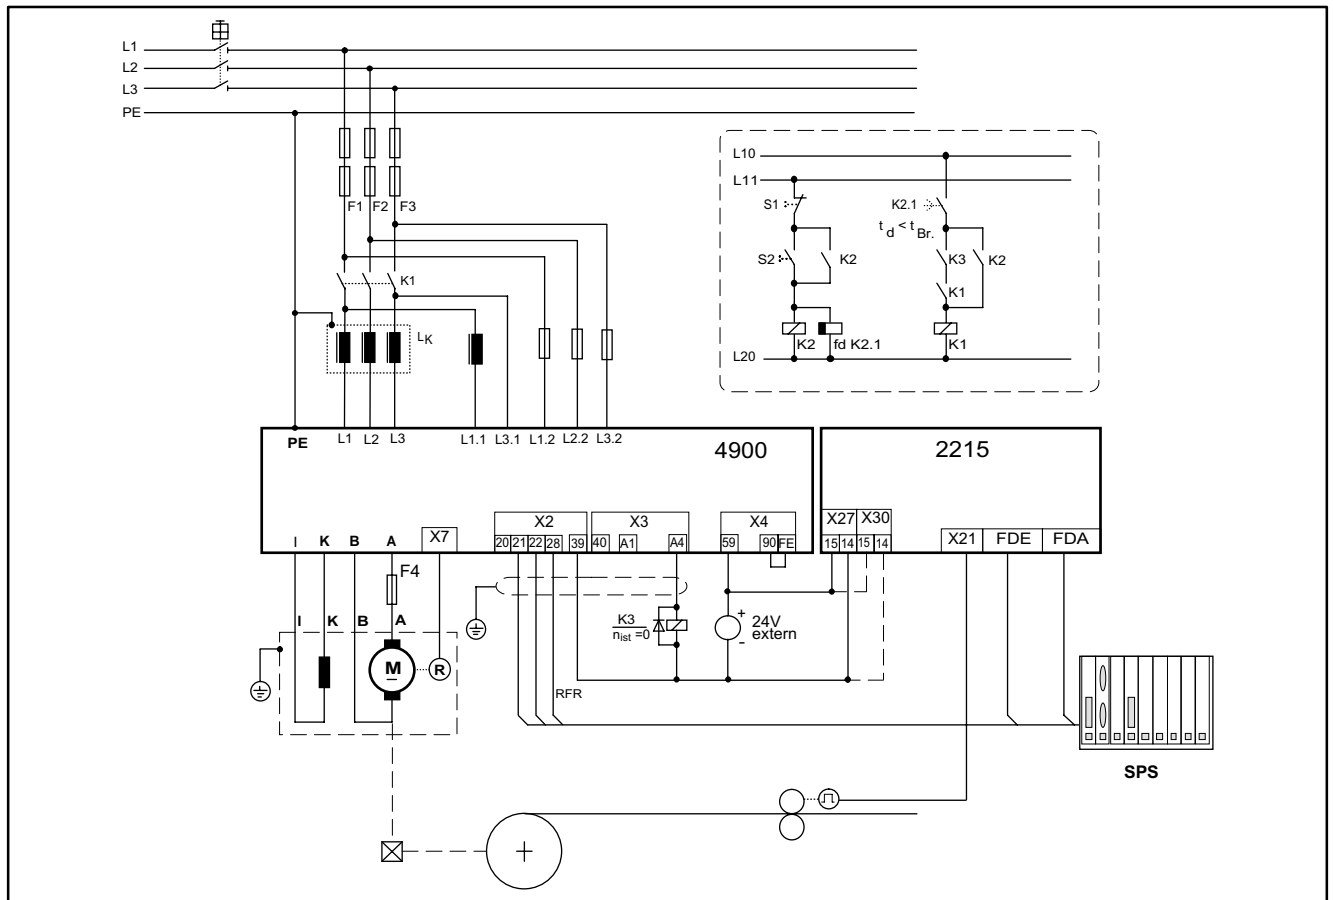 L1
L2
L3
PE
F1 F2 F3
K1
L K
L10
L11
S1
K2.1
t d < t Br.
S2
K2
K3
K2
K1
K2
fd K2.1
K1
L20
PE
L1 L2 L3
L1.1 L3.1 L1.2 L2.2 L3.2
4900
2215
I K B A
X7
X2
X3
X4
X27 X30
20 21 22 28 39
40 A1 A4
59 90 FE
15 14 15 14
X21 FDE FDA
F4
I K B A
M
R
K3
n ist =0
+
24V
extern
-
RFR
SPS